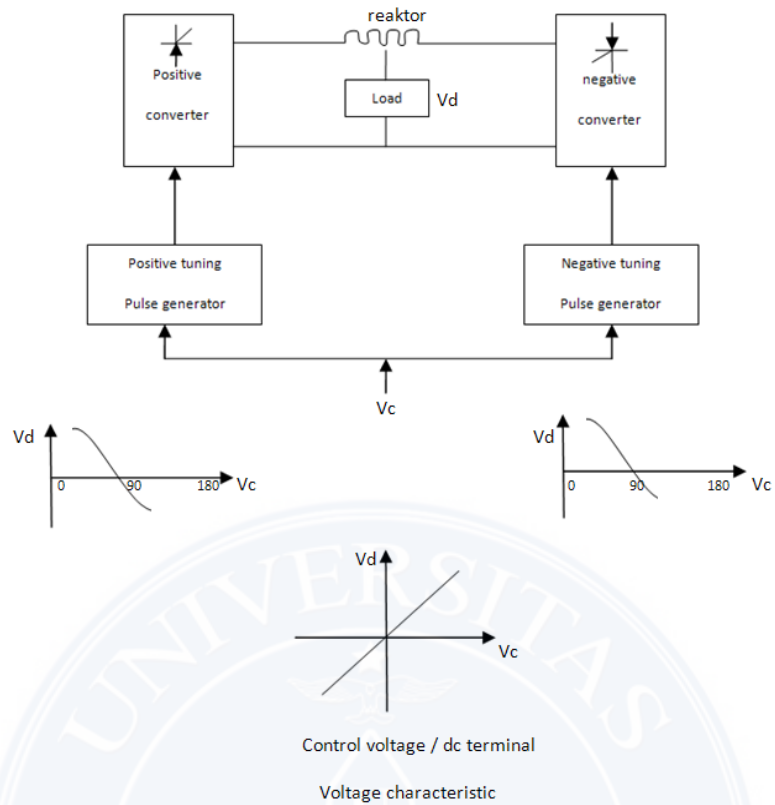 reaktor
Positive
converter
Load
Vd
negative
converter
Positive tuning
Pulse generator
Negative tuning
Pulse generator
Vc
Vd
0
90
180
Vc
Vd
0
90
180
Vc
Vd
Vc
Control voltage / dc terminal
Voltage characteristic
UNIVERSITAS